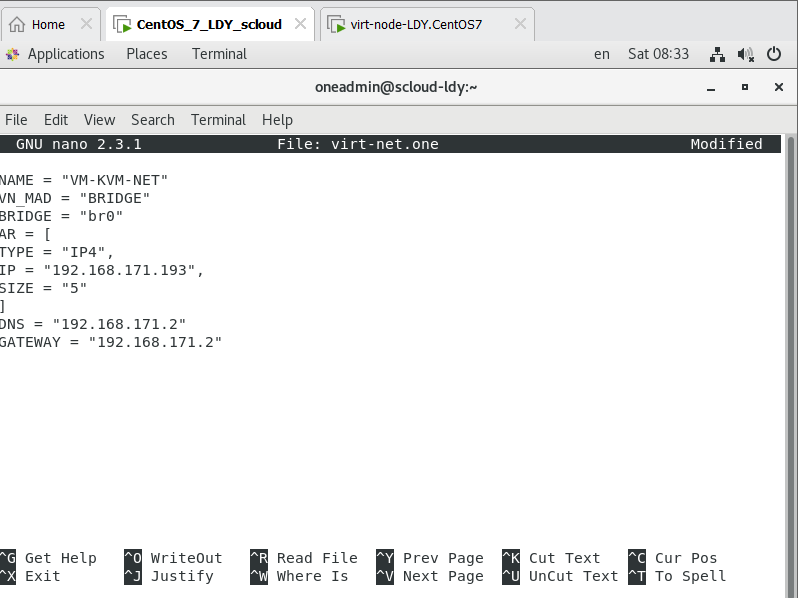 Home CentOS_7_LDY_scloud virt-node-LDY.CentOS7
Applications Places Terminal en Sat 08:33
oneadmin@scloud-ldy:~
File Edit View Search Terminal Help
GNU nano 2.3.1 File: virt-net.one Modified
NAME = "VM-KVM-NET"
VN_MAD = "BRIDGE"
BRIDGE = "br0"
AR = [
TYPE = "IP4",
IP = "192.168.171.193",
SIZE = "5"
]
DNS = "192.168.171.2"
GATEWAY = "192.168.171.2"
^G Get Help ^O WriteOut ^R Read File ^Y Prev Page ^K Cut Text ^C Cur Pos
^X Exit ^J Justify ^W Where Is ^V Next Page ^U UnCut Text ^T To Spell